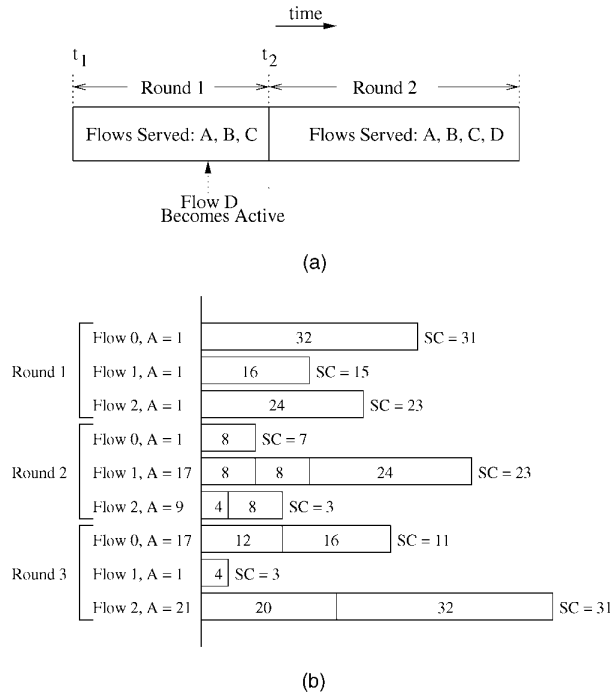 time
t1 t2
Round 1 Round 2
Flows Served: A, B, C Flows Served: A, B, C, D
Flow D
Becomes Active
(a)
Flow 0, A = 1 32 SC = 31
Round 1 Flow 1, A = 1 16 SC = 15
Flow 2, A = 1 24 SC = 23
Flow 0, A = 1 8 SC = 7
Round 2 Flow 1, A = 17 8 8 24 SC = 23
Flow 2, A = 9 4 8 SC = 3
Flow 0, A = 17 12 16 SC = 11
Round 3 Flow 1, A = 1 4 SC = 3
Flow 2, A = 21 20 32 SC = 31
(b)